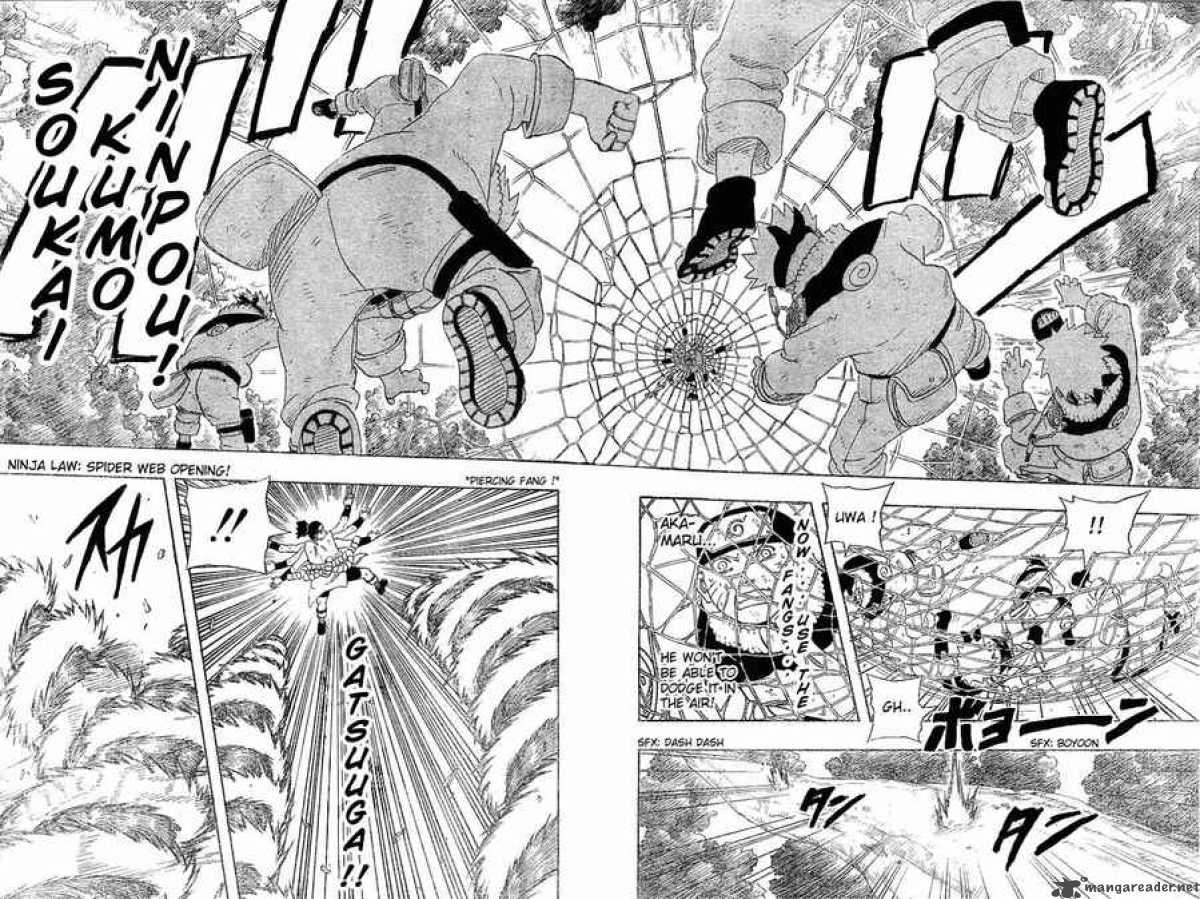 NINPOU!
KUMO
SOUKAI
NINJA LAW: SPIDER WEB OPENING!
!!
UWA!
AKA-
MARU...
NOW... USE THE
FANGS...
HE WON'T
BE ABLE TO
DODGE IT IN
THE AIR!
GH..
ボヨーン
SFX: BOYOON
SFX: DASH DASH
タン
タン
"PIERCING FANG!"
!!
GATSUUGA!!
mangareader.net